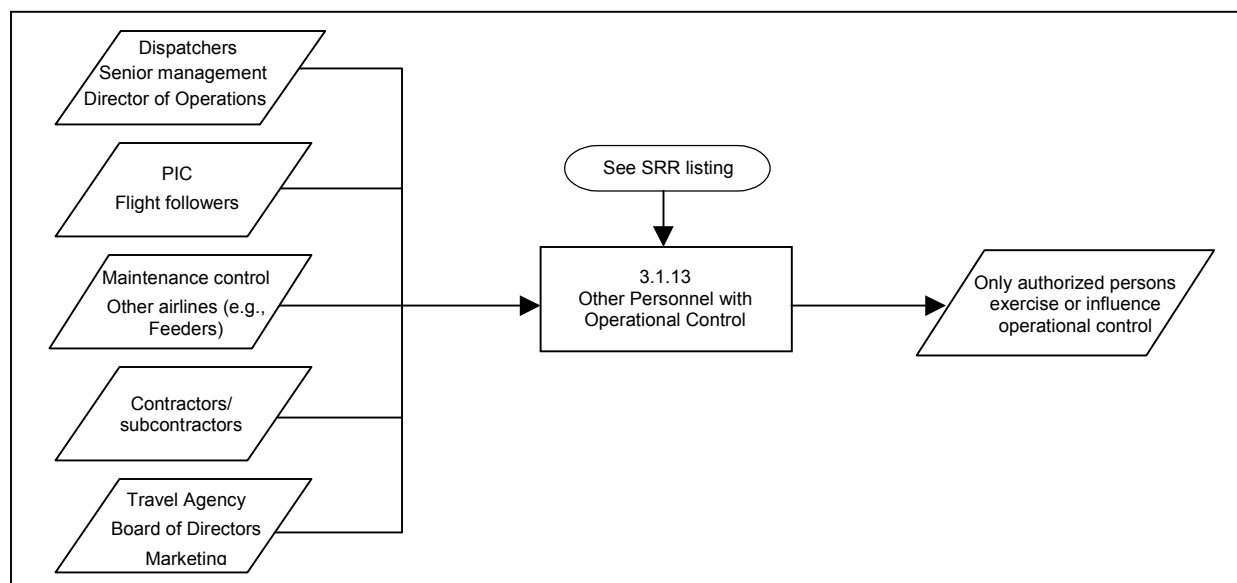 Dispatchers
Senior management
Director of Operations
PIC
Flight followers
Maintenance control
Other airlines (e.g.,
Feeders)
Contractors/
subcontractors
Travel Agency
Board of Directors
Marketing
See SRR listing
3.1.13
Other Personnel with
Operational Control
Only authorized persons
exercise or influence
operational control